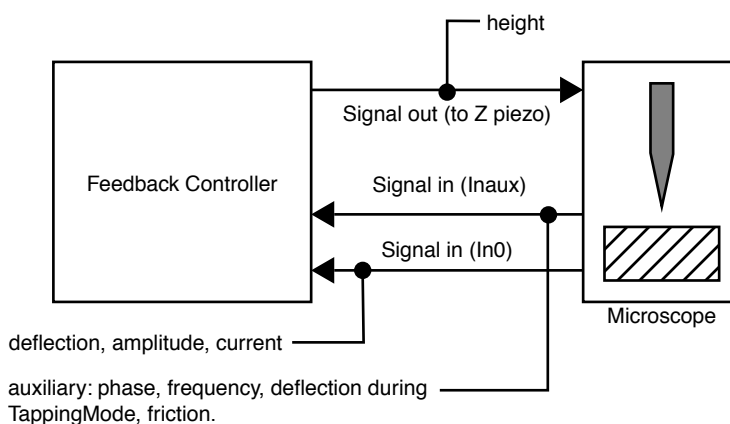 height
Signal out (to Z piezo)
Feedback Controller
Signal in (Inaux)
Signal in (In0)
Microscope
deflection, amplitude, current
auxiliary: phase, frequency, deflection during
TappingMode, friction.